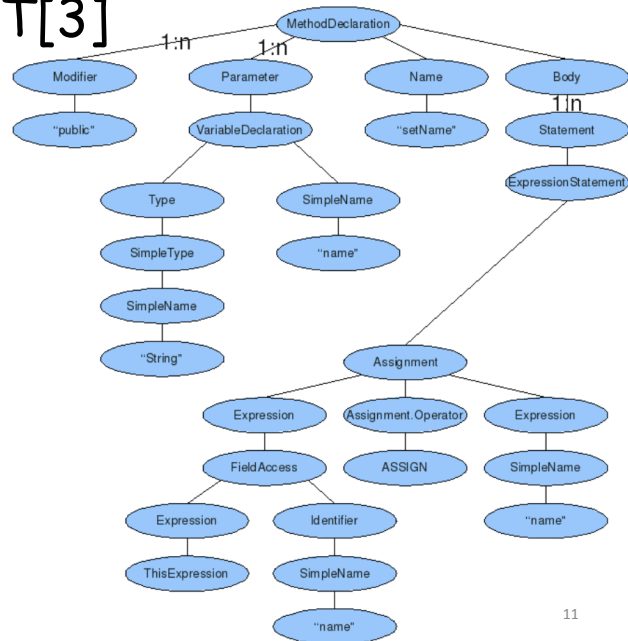 T[3]
MethodDeclaration
1:n
1:n
Modifier
Parameter
Name
Body
1:n
"public"
VariableDeclaration
"setName"
Statement
ExpressionStatement
Type
SimpleName
SimpleType
"name"
SimpleName
"String"
Assignment
Expression
Assignment.Operator
Expression
FieldAccess
ASSIGN
SimpleName
Expression
Identifier
"name"
ThisExpression
SimpleName
"name"
11